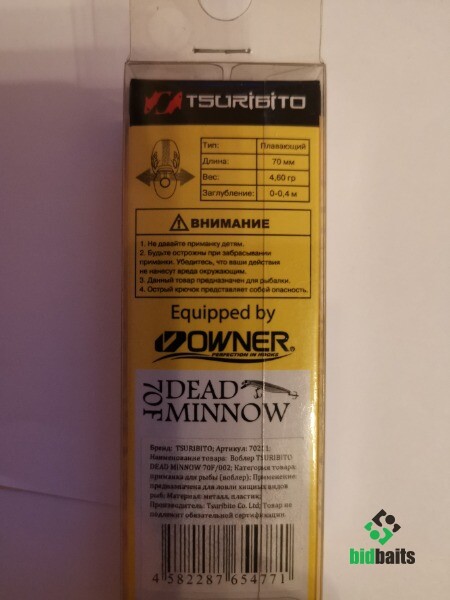 TSURIBITO
Тип: Плавающий
Длина: 70 мм
Вес: 4,60 гр
Заглубление: 0-0,4 м
ВНИМАНИЕ
1. Не давайте приманку детям.
2. Будьте осторожны при забрасывании
приманки. Убедитесь, что ваши действия
не нанесут вреда окружающим.
3. Данный товар предназначен для рыбалки.
4. Острый крючок представляет собой опасность.
Equipped by
OWNER
PERFECTION IN HOOKS
70F
DEAD
MINNOW
Бренд: TSURIBITO; Артикул: 70211;
Наименование товара: Воблер TSURIBITO
DEAD MINNOW 70F/002; Категория товара:
приманка для рыбы (воблер); Применение:
предназначена для ловли хищных видов
рыб; Материал: металл, пластик;
Производитель: Tsuribito Co. Ltd; Товар не
подлежит обязательной сертификации.
4 582287 654771
bidbaits